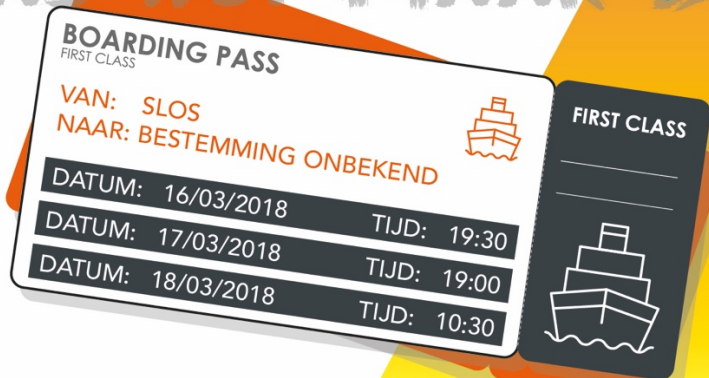 BOARDING PASS
FIRST CLASS
VAN: SLOS
NAAR: BESTEMMING ONBEKEND
DATUM: 16/03/2018 TIJD: 19:30
DATUM: 17/03/2018 TIJD: 19:00
DATUM: 18/03/2018 TIJD: 10:30
FIRST CLASS